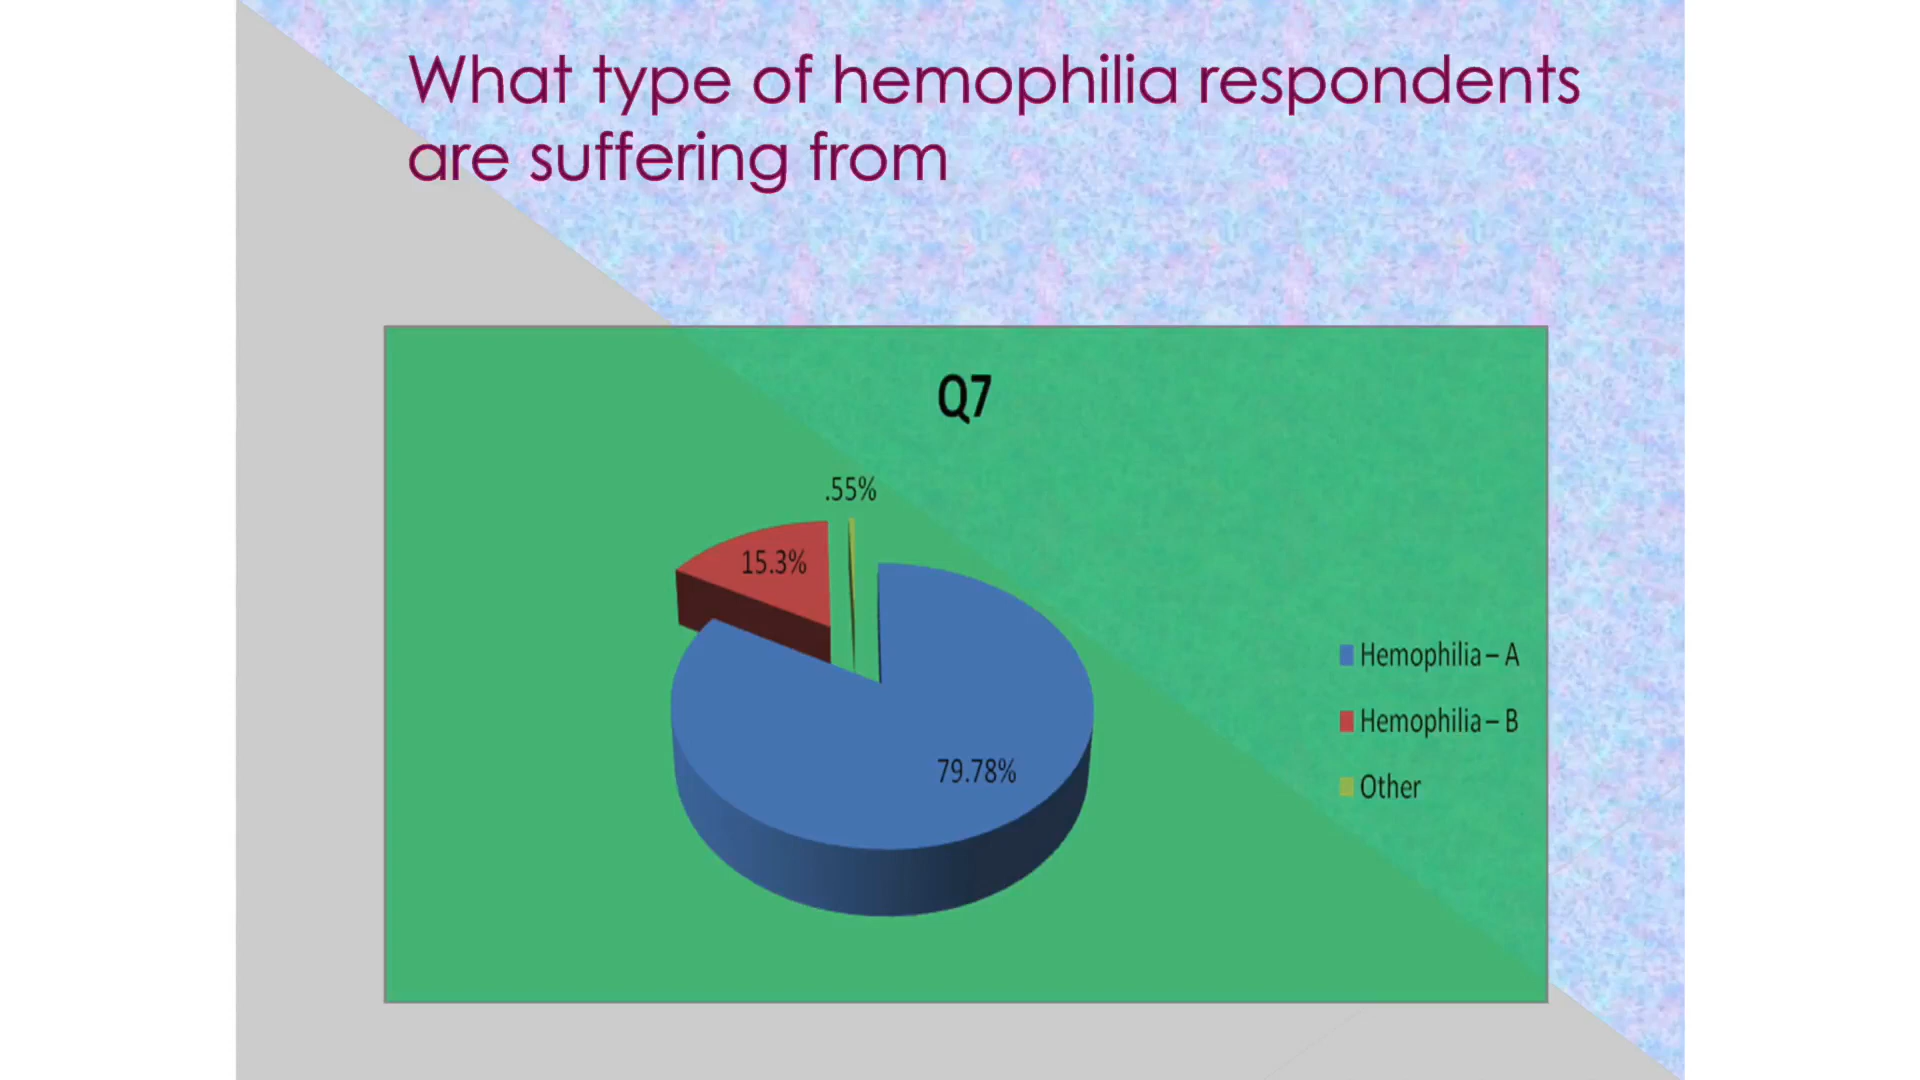 What type of hemophilia respondents
are suffering from
Q7
.55%
15.3%
79.78%
Hemophilia – A
Hemophilia – B
Other